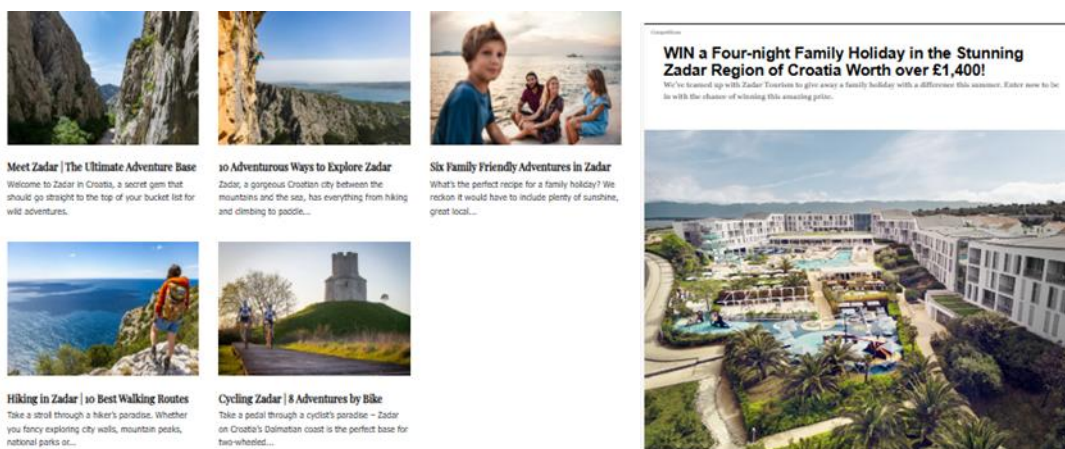 Meet Zadar | The Ultimate Adventure Base
Welcome to Zadar in Croatia, a secret gem that
should go straight to the top of your bucket list for
wild adventures.
10 Adventurous Ways to Explore Zadar
Zadar, a gorgeous Croatian city between the
mountains and the sea, has everything from hiking
and climbing to paddle...
Six Family Friendly Adventures in Zadar
What's the perfect recipe for a family holiday? We
reckon it would have to include plenty of sunshine,
great local...
Hiking in Zadar | 10 Best Walking Routes
Take a stroll through a hiker's paradise. Whether
you fancy exploring city walls, mountain peaks,
national parks or...
Cycling Zadar | 8 Adventures by Bike
Take a pedal through a cyclist's paradise – Zadar
on Croatia's Dalmatian coast is the perfect base for
two-wheeled...
Competitions
WIN a Four-night Family Holiday in the Stunning
Zadar Region of Croatia Worth over £1,400!
We've teamed up with Zadar Tourism to give away a family holiday with a difference this summer. Enter now to be
in with the chance of winning this amazing prize.